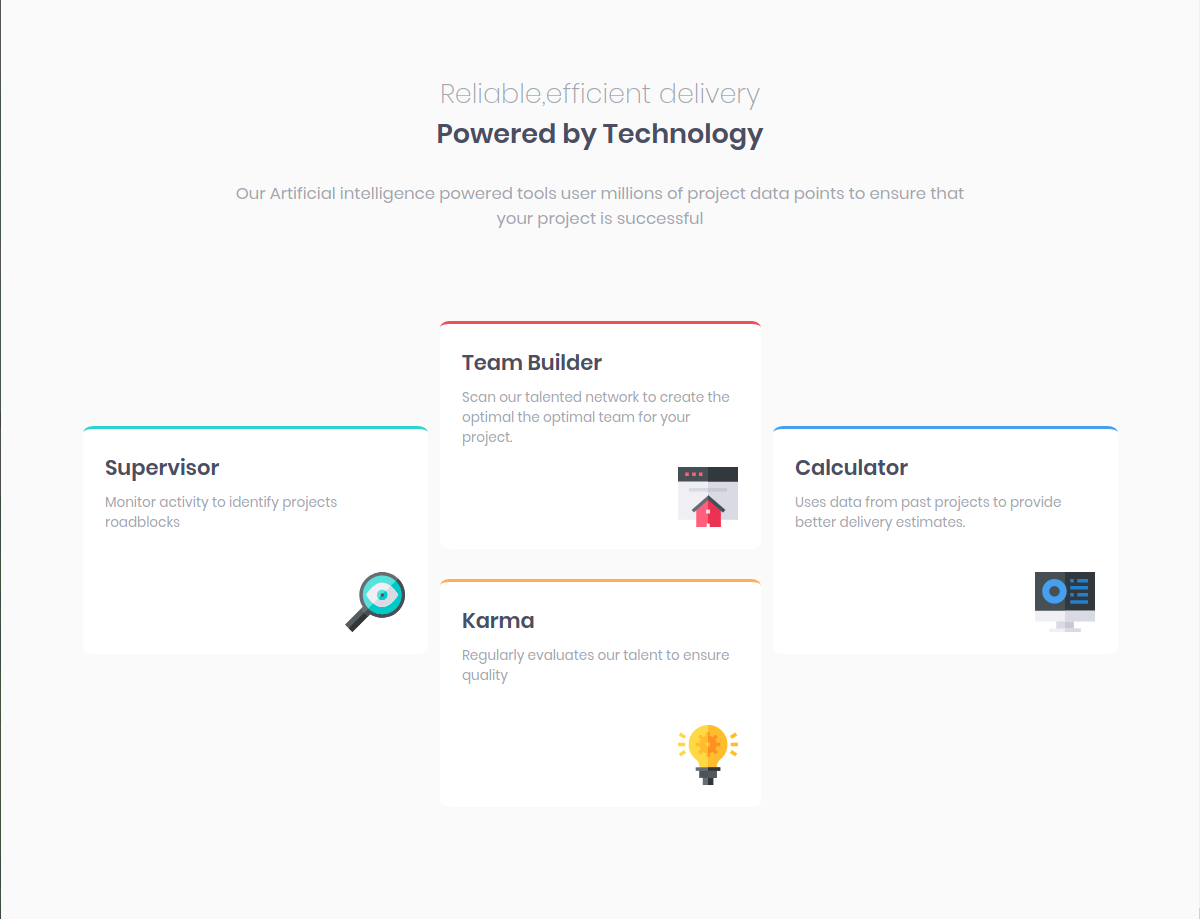 Reliable,efficient delivery
Powered by Technology
Our Artificial intelligence powered tools user millions of project data points to ensure that
your project is successful
Supervisor
Monitor activity to identify projects
roadblocks
Team Builder
Scan our talented network to create the
optimal the optimal team for your
project.
Karma
Regularly evaluates our talent to ensure
quality
Calculator
Uses data from past projects to provide
better delivery estimates.